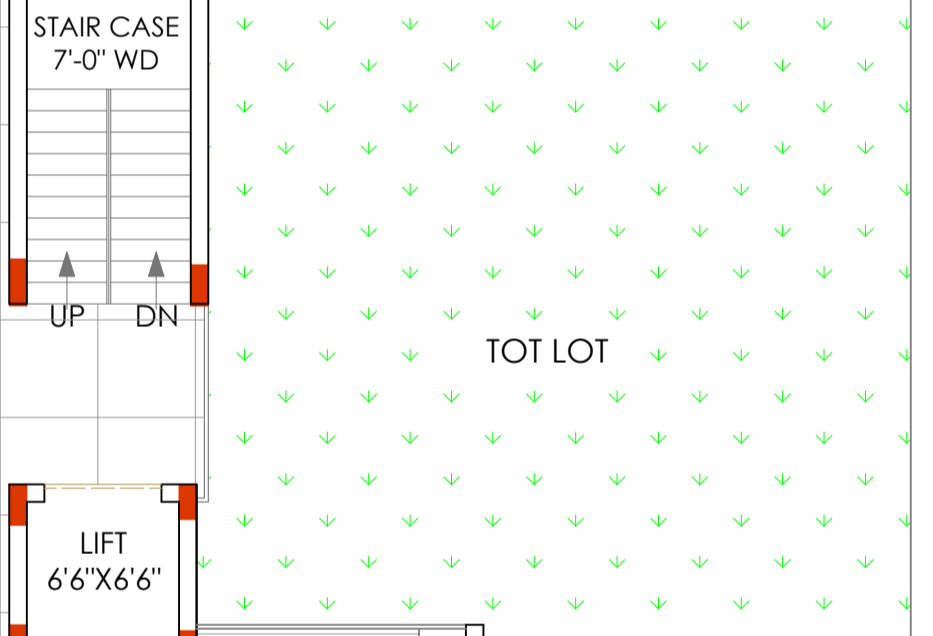 STAIR CASE
7'-0" WD
UP
DN
TOT LOT
LIFT
6'6"X6'6"